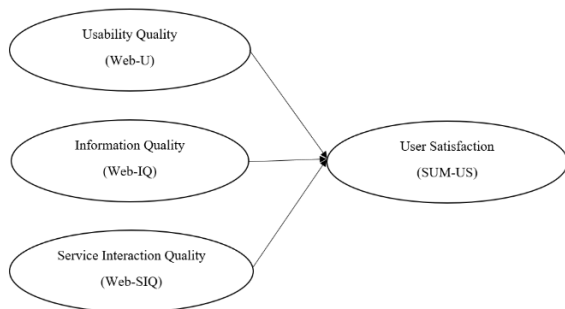 Usability Quality
(Web-U)
Information Quality
(Web-IQ)
User Satisfaction
(SUM-US)
Service Interaction Quality
(Web-SIQ)